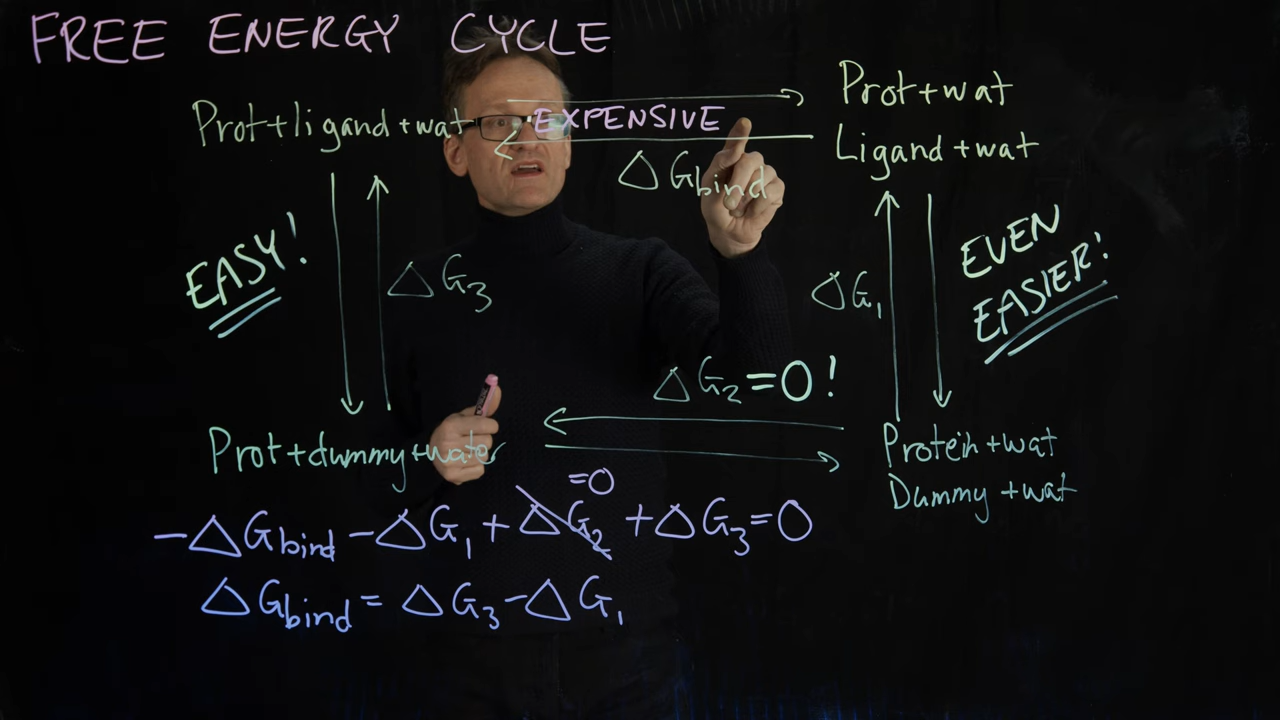 FREE ENERGY CYCLE
Prot+ligand+wat
EXPENSIVE
Prot+wat
Ligand+wat
ΔGbind
EASY!
ΔG3
ΔG1
EVEN
EASIER!
ΔG2=0!
Prot+dummy+water
Protein+wat
Dummy+wat
=0
-ΔGbind-ΔG1+ΔG2+ΔG3=0
ΔGbind=ΔG3-ΔG1